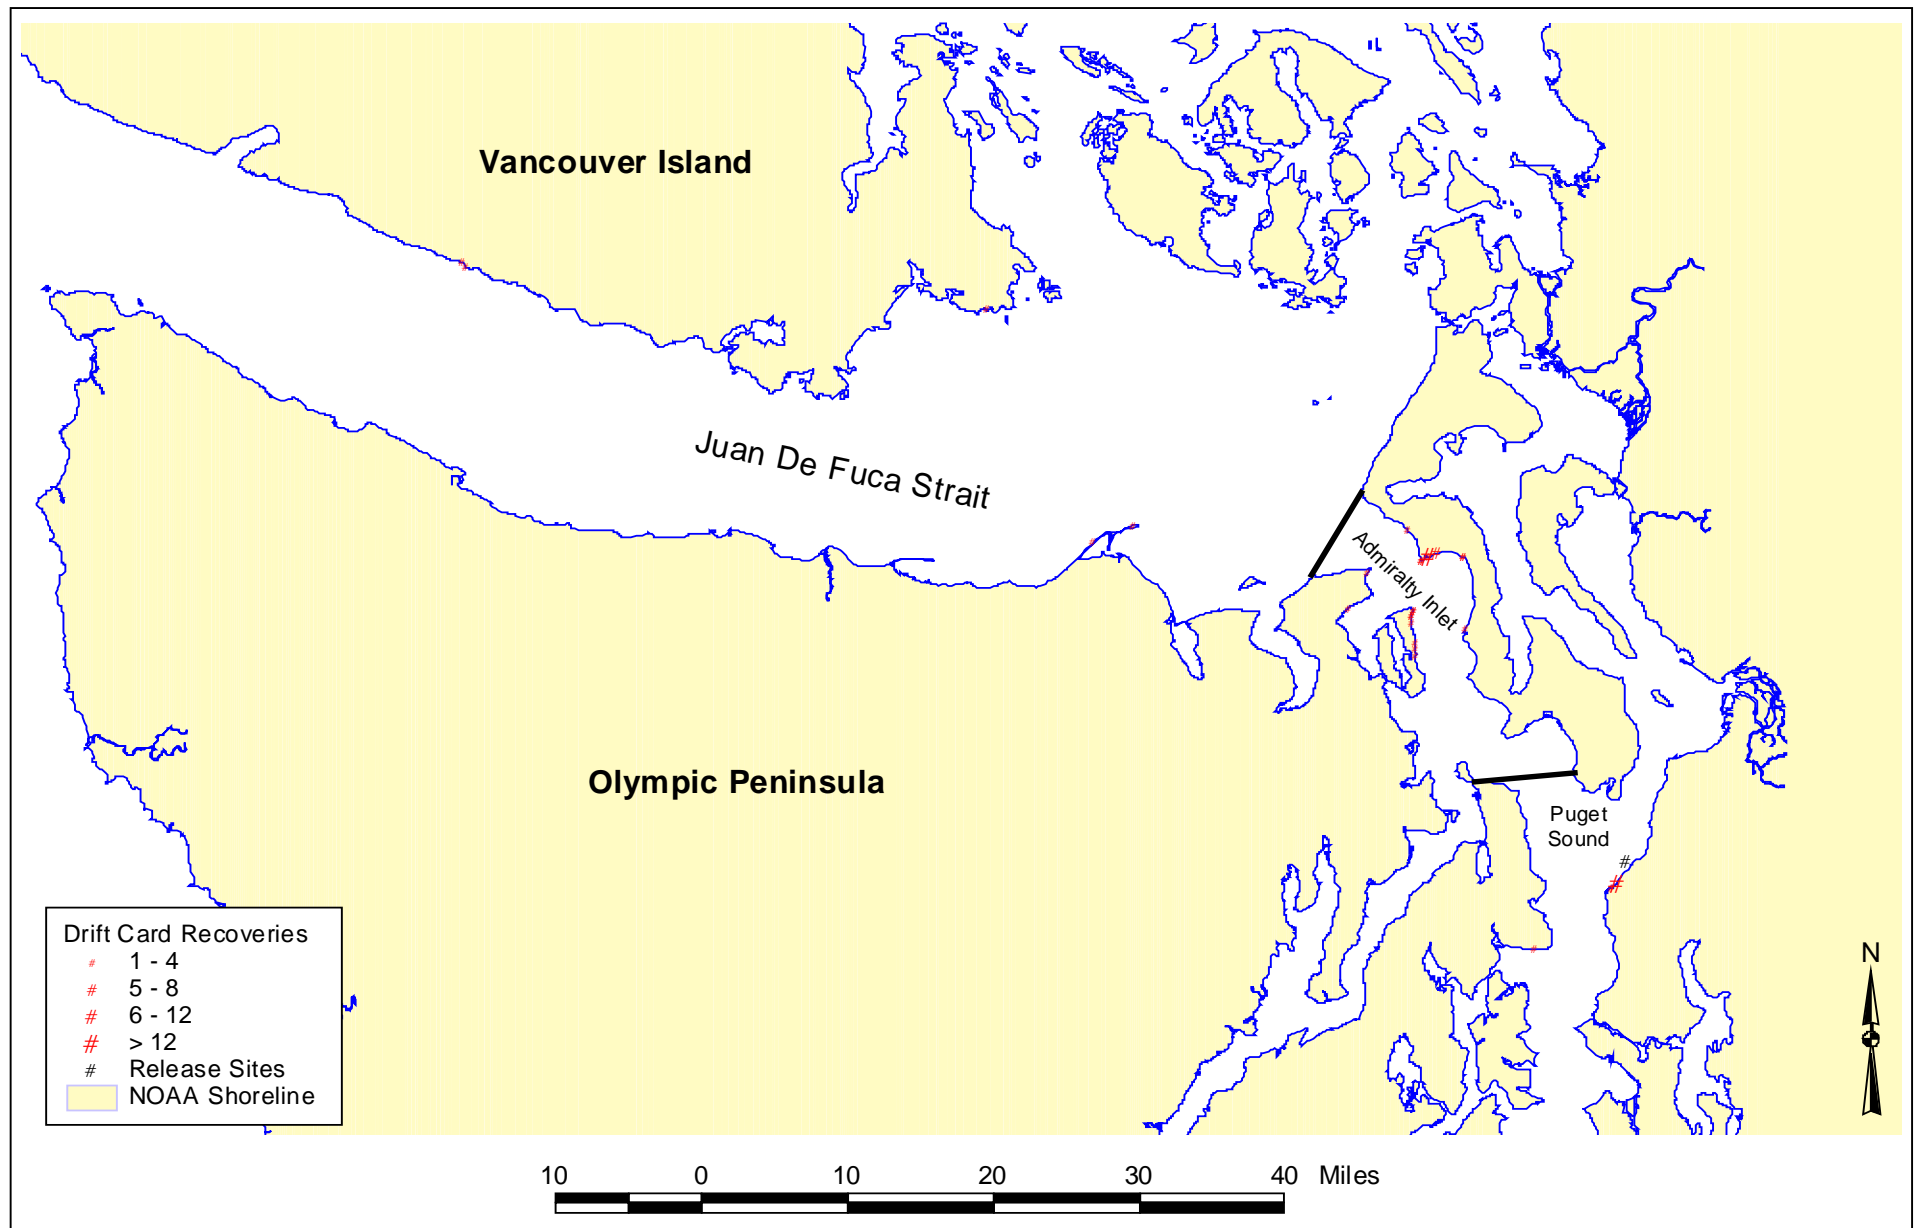 Vancouver Island
Juan De Fuca Strait
Admiralty Inlet
Olympic Peninsula
Puget
Sound
Drift Card Recoveries
# 1 - 4
# 5 - 8
# 6 - 12
# > 12
# Release Sites
NOAA Shoreline
N
10 0 10 20 30 40 Miles